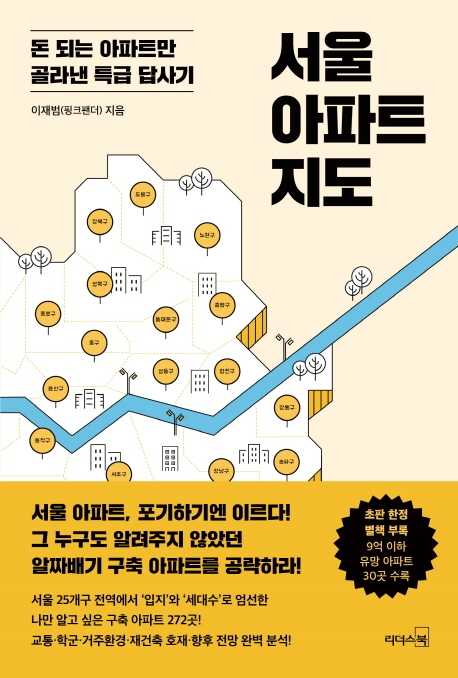 돈 되는 아파트만
골라낸 특급 답사기
이재범(핑크팬더) 지음
서울
아파트
지도
도봉구
강북구
노원구
성북구
중랑구
종로구
동대문구
중구
성동구
광진구
용산구
강동구
동작구
송파구
서초구
강남구
서울 아파트, 포기하기엔 이르다!
그 누구도 알려주지 않았던
알짜배기 구축 아파트를 공략하라!
서울 25개구 전역에서 '입지'와 '세대수'로 엄선한
나만 알고 싶은 구축 아파트 272곳!
교통·학군·거주환경·재건축 호재·향후 전망 완벽 분석!
초판 한정
별책 부록
9억 이하
유망 아파트
30곳 수록
리더스북